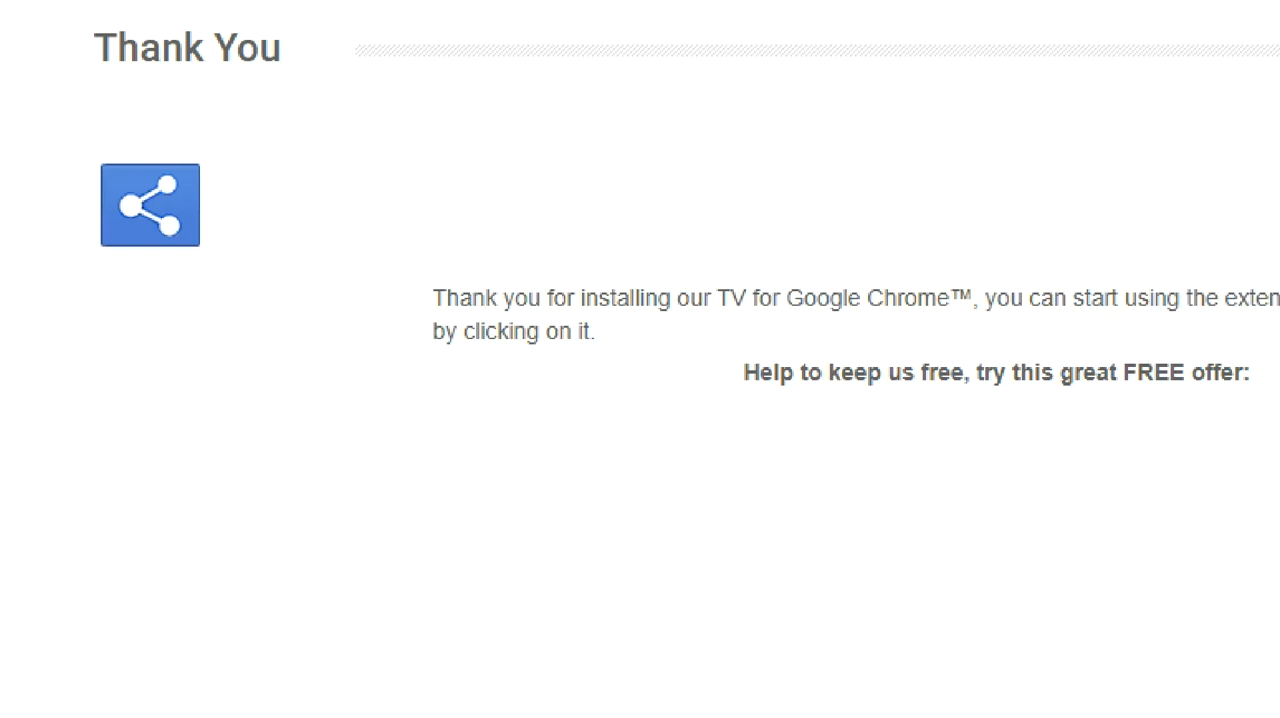 Thank You
Thank you for installing our TV for Google Chrome™, you can start using the
by clicking on it.
Help to keep us free, try this great FREE offer: